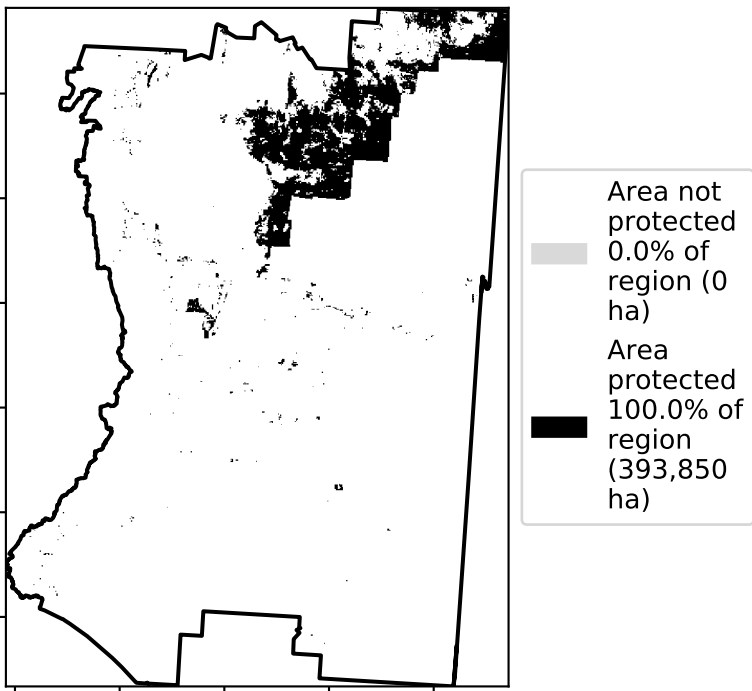 Area not
protected
0.0% of
region (0
ha)
Area
protected
100.0% of
region
(393,850
ha)